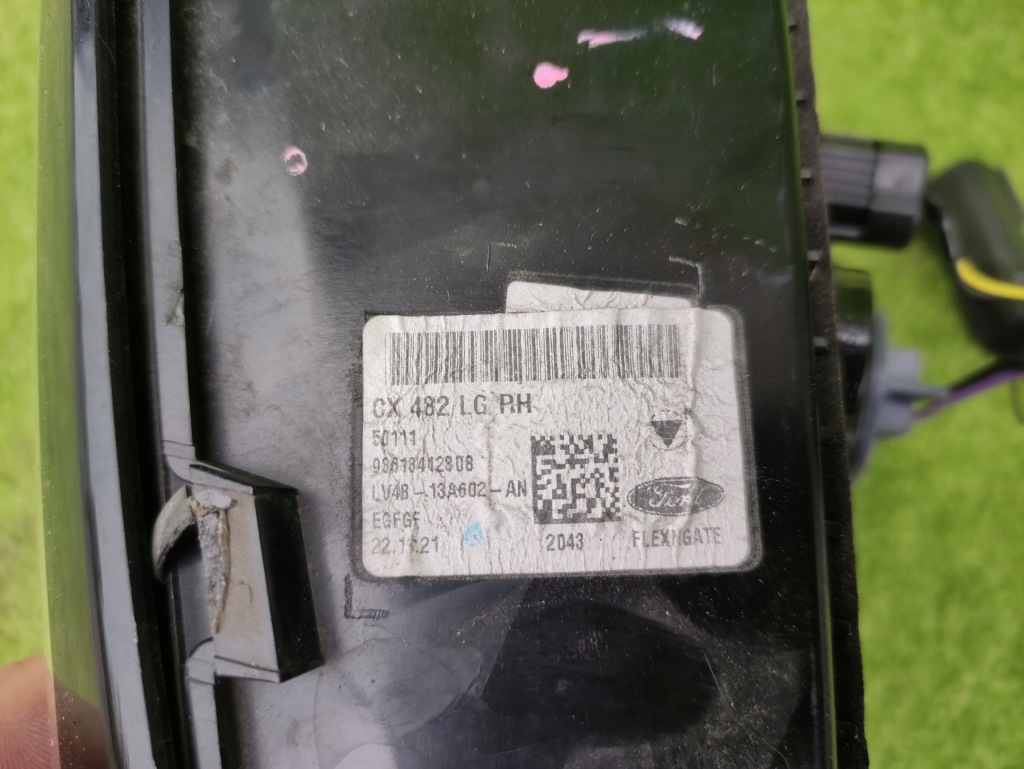 CX 482 LG RH
50111
99618412808
LV4B-13A602-AN
EGFGF
22.11.21
2043
Ford
FLEXNGATE